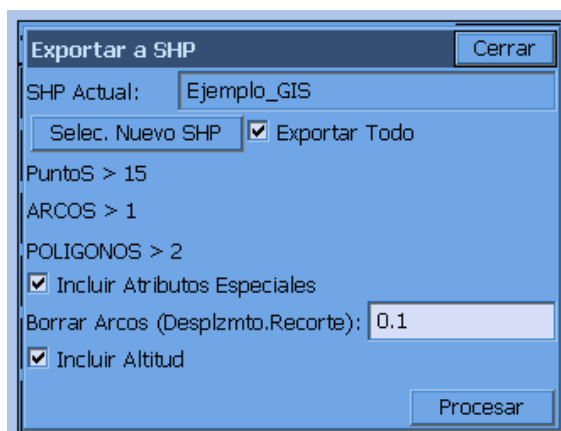 Exportar a SHP Cerrar
SHP Actual: Ejemplo_GIS
Selec. Nuevo SHP Exportar Todo
PuntoS > 15
ARCOS > 1
POLIGONOS > 2
Incluir Atributos Especiales
Borrar Arcos (Desplzmto.Recorte): 0.1
Incluir Altitud
Procesar